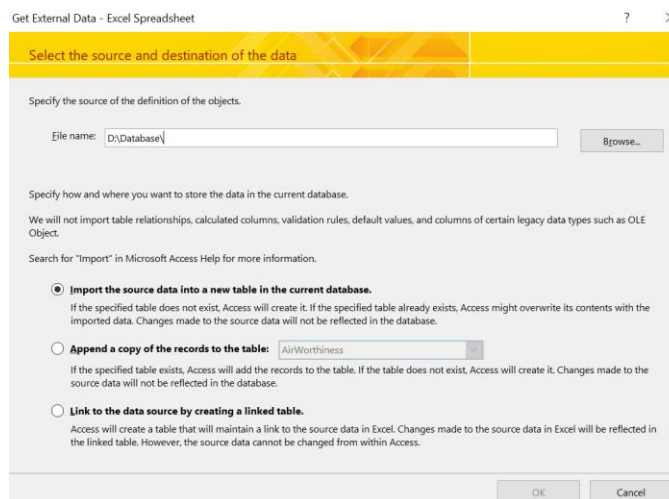 Get External Data - Excel Spreadsheet ?
Select the source and destination of the data
Specify the source of the definition of the objects.
File name: D:\Database\ Browse...
Specify how and where you want to store the data in the current database.
We will not import table relationships, calculated columns, validation rules, default values, and columns of certain legacy data types such as OLE
Object.
Search for "Import" in Microsoft Access Help for more information.
Import the source data into a new table in the current database.
If the specified table does not exist, Access will create it. If the specified table already exists, Access might overwrite its contents with the
imported data. Changes made to the source data will not be reflected in the database.
Append a copy of the records to the table: AirWorthiness
If the specified table exists, Access will add the records to the table. If the table does not exist, Access will create it. Changes made to the
source data will not be reflected in the database.
Link to the data source by creating a linked table.
Access will create a table that will maintain a link to the source data in Excel. Changes made to the source data in Excel will be reflected in
the linked table. However, the source data cannot be changed from within Access.
OK Cancel